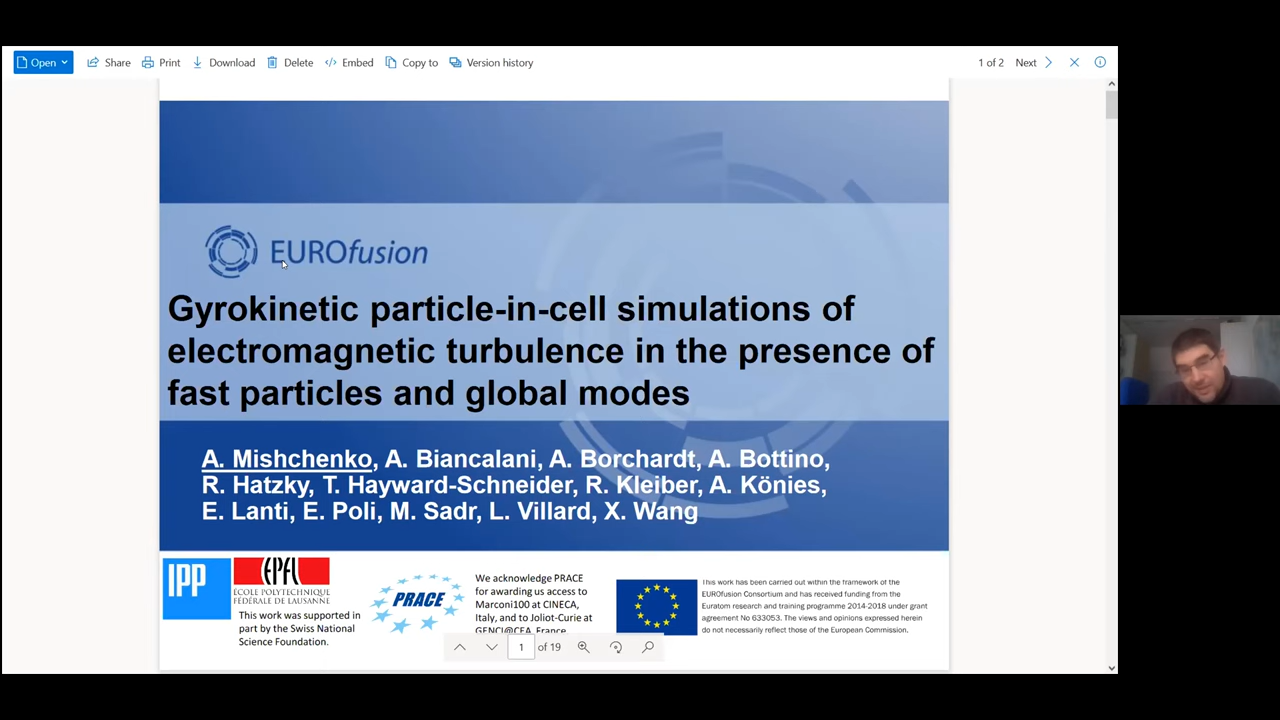 Open
Share
Print
Download
Delete
Embed
Copy to
Version history
1 of 2
Next
EUROfusion
Gyrokinetic particle-in-cell simulations of
electromagnetic turbulence in the presence of
fast particles and global modes
A. Mishchenko, A. Biancalani, A. Borchardt, A. Bottino,
R. Hatzky, T. Hayward-Schneider, R. Kleiber, A. Könies,
E. Lanti, E. Poli, M. Sadr, L. Villard, X. Wang
IPP
EPFL
ÉCOLE POLYTECHNIQUE
FÉDÉRALE DE LAUSANNE
This work was supported in
part by the Swiss National
Science Foundation.
PRACE
We acknowledge PRACE
for awarding us access to
Marconi100 at CINECA,
Italy, and to Joliot-Curie at
GENCI@CEA, France
This work has been carried out within the framework of the
EUROfusion Consortium and has received funding from the
Euratom research and training programme 2014-2018 under grant
agreement No 633053. The views and opinions expressed herein
do not necessarily reflect those of the European Commission.
1 of 19